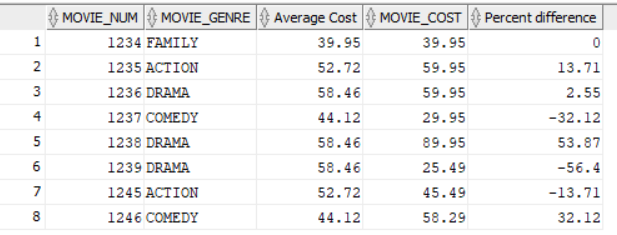 MOVIE_NUM MOVIE_GENRE Average Cost MOVIE_COST Percent difference
1 1234 FAMILY 39.95 39.95 0
2 1235 ACTION 52.72 59.95 13.71
3 1236 DRAMA 58.46 59.95 2.55
4 1237 COMEDY 44.12 29.95 -32.12
5 1238 DRAMA 58.46 89.95 53.87
6 1239 DRAMA 58.46 25.49 -56.4
7 1245 ACTION 52.72 45.49 -13.71
8 1246 COMEDY 44.12 58.29 32.12